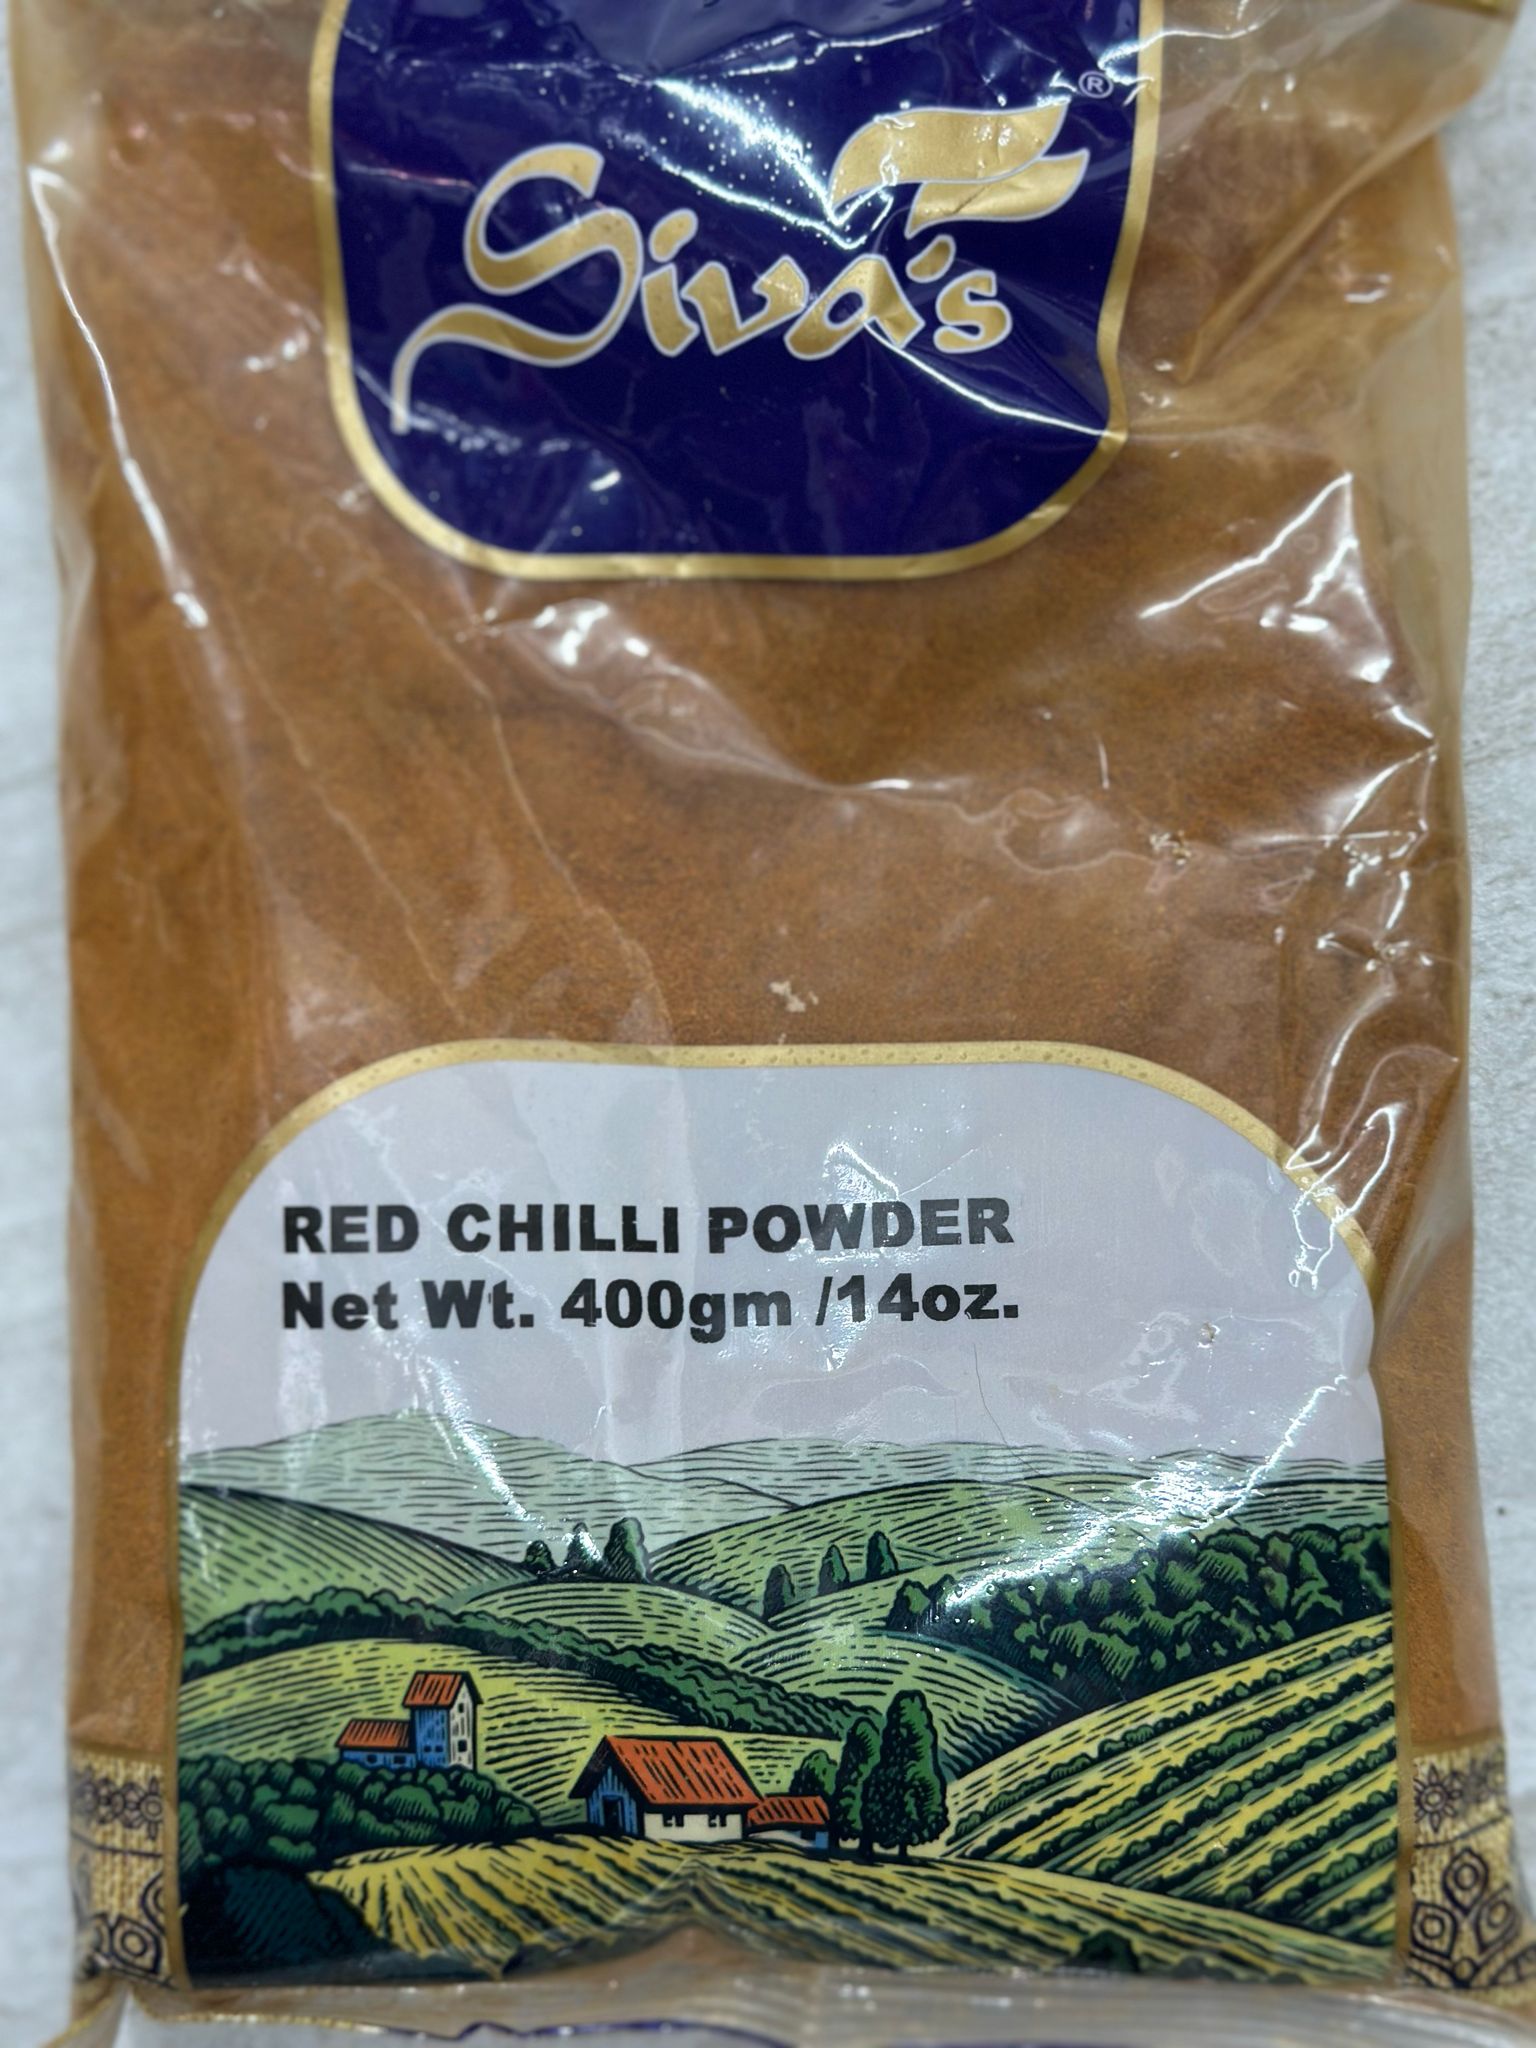 Siva's®
RED CHILLI POWDER
Net Wt. 400gm /14oz.